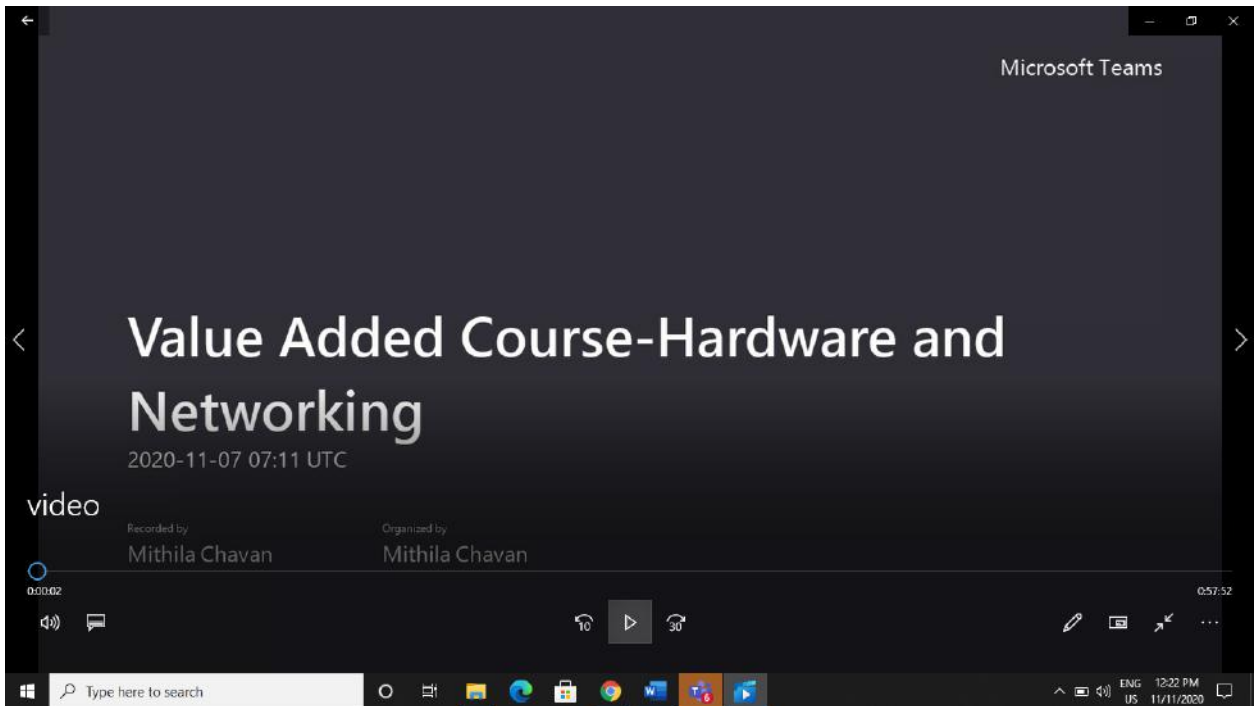 Microsoft Teams
Value Added Course-Hardware and
Networking
2020-11-07 07:11 UTC
video
Recorded by
Organized by
Mithila Chavan
Mithila Chavan
0:00:02
0:57:52
10
30
Type here to search
6
ENG
12:22 PM
US
11/11/2020